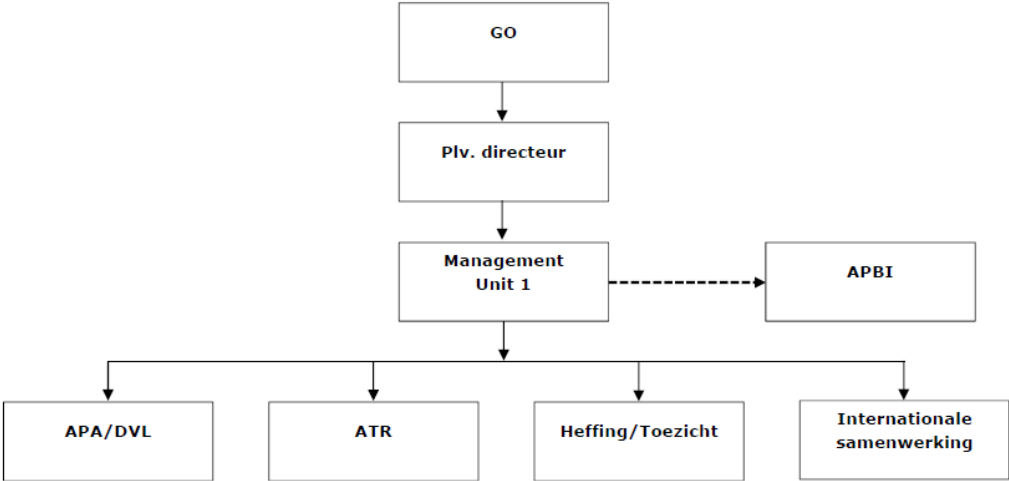 GO
Plv. directeur
Management
Unit 1
APBI
APA/DVL
ATR
Heffing/Toezicht
Internationale
samenwerking